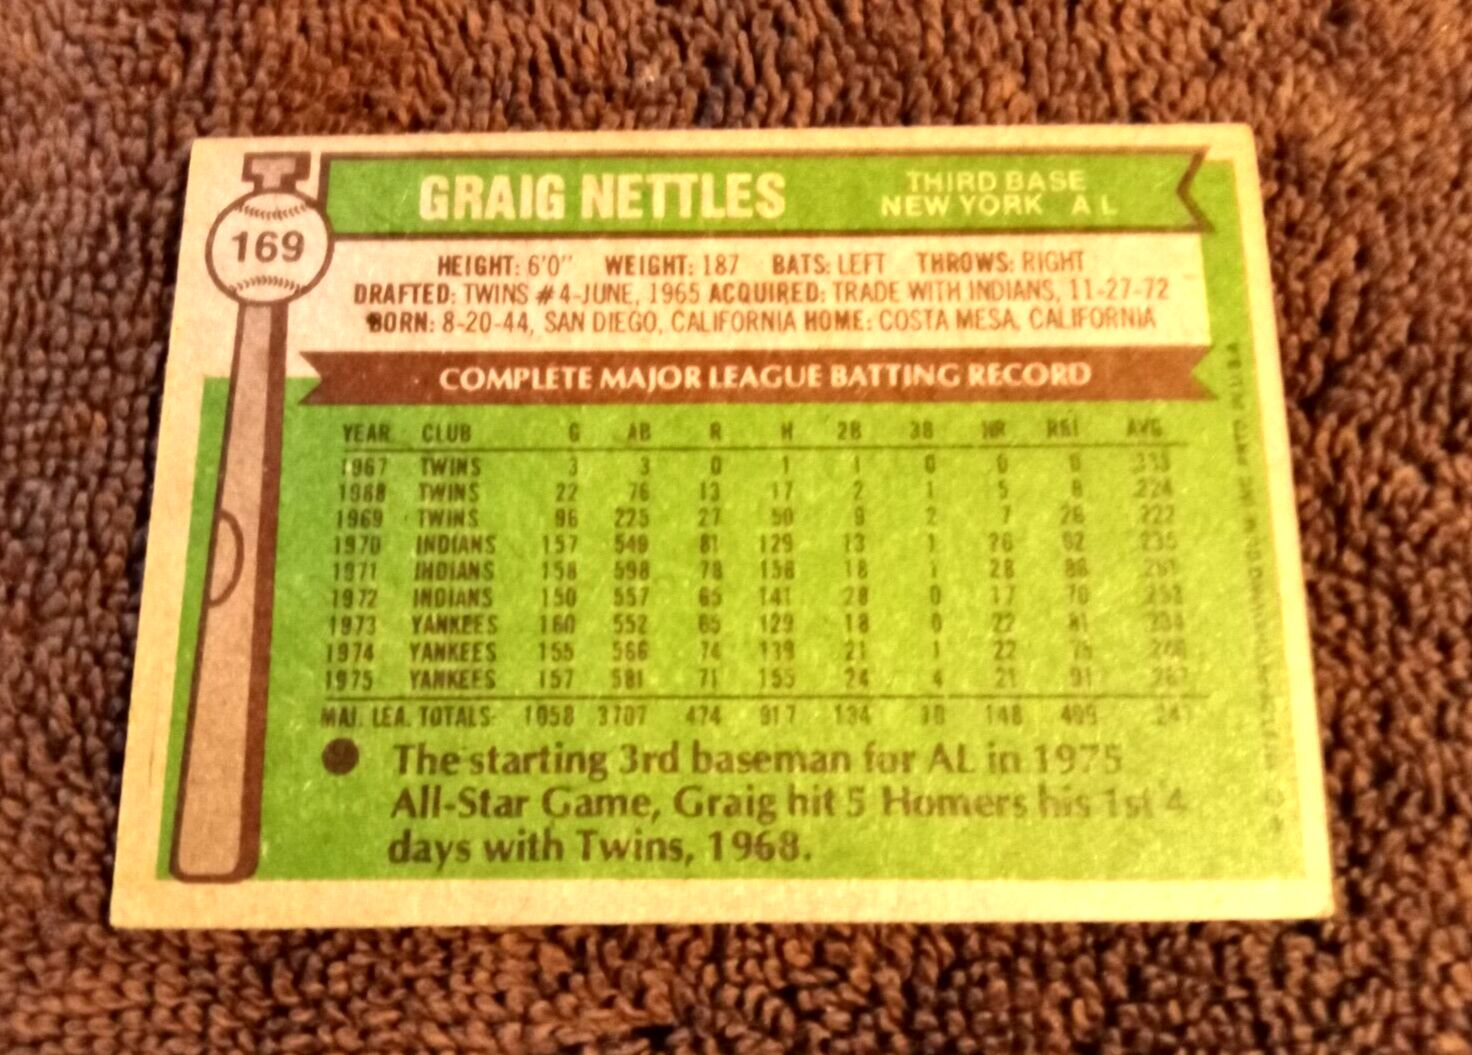 T
169
GRAIG NETTLES
THIRD BASE
NEW YORK A L
HEIGHT: 6'0" WEIGHT: 187 BATS: LEFT THROWS: RIGHT
DRAFTED: TWINS #4-JUNE, 1965 ACQUIRED: TRADE WITH INDIANS, 11-27-72
BORN: 8-20-44, SAN DIEGO, CALIFORNIA HOME: COSTA MESA, CALIFORNIA
COMPLETE MAJOR LEAGUE BATTING RECORD
YEAR CLUB G AB R H 2B 3B HR RBI AVG
1967 TWINS 3 3 0 1 1 0 0 0 .333
1968 TWINS 22 76 13 17 2 1 5 8 .224
1969 TWINS 96 225 27 50 9 2 7 26 .222
1970 INDIANS 157 549 81 129 13 1 26 62 .235
1971 INDIANS 158 598 78 156 18 1 28 86 .261
1972 INDIANS 150 557 65 141 28 0 17 70 .253
1973 YANKEES 160 552 65 129 18 0 22 81 .234
1974 YANKEES 155 566 74 139 21 1 22 75 .246
1975 YANKEES 157 581 71 155 24 4 21 91 .267
MAJ. LEA. TOTALS 1058 3707 474 917 134 10 148 499 .247
The starting 3rd baseman for AL in 1975
All-Star Game, Graig hit 5 Homers his 1st 4
days with Twins, 1968.